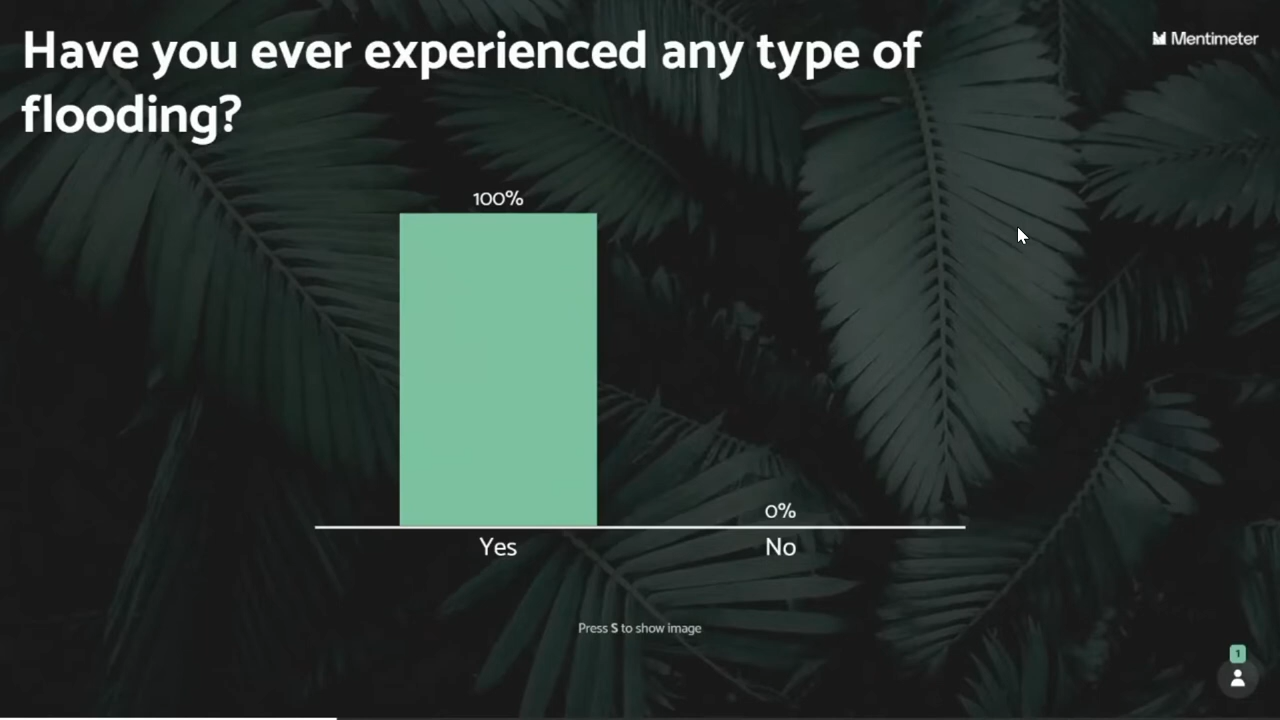 Have you ever experienced any type of
flooding?
Mentimeter
100%
0%
Yes
No
Press S to show image
1